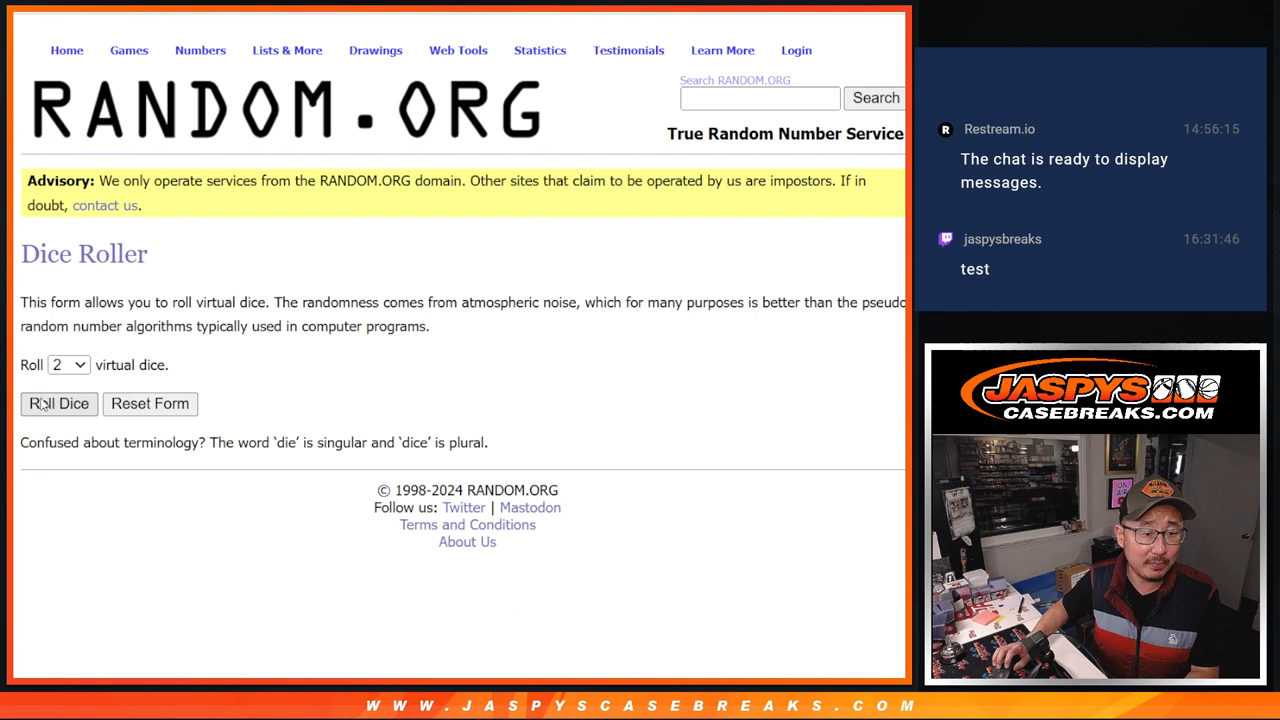 Home Games Numbers Lists & More Drawings Web Tools Statistics Testimonials Learn More Login
RANDOM.ORG
Search RANDOM.ORG
Search
True Random Number Service
Advisory: We only operate services from the RANDOM.ORG domain. Other sites that claim to be operated by us are impostors. If in
doubt, contact us.
Dice Roller
This form allows you to roll virtual dice. The randomness comes from atmospheric noise, which for many purposes is better than the pseudo
random number algorithms typically used in computer programs.
Roll 2 virtual dice.
Roll Dice Reset Form
Confused about terminology? The word ‘die’ is singular and ‘dice’ is plural.
© 1998-2024 RANDOM.ORG
Follow us: Twitter | Mastodon
Terms and Conditions
About Us
R Restream.io 14:56:15
The chat is ready to display
messages.
jaspysbreaks 16:31:46
test
JASPYS
CASEBREAKS.COM
ON
WWW.JASPYSCASEBREAKS.COM